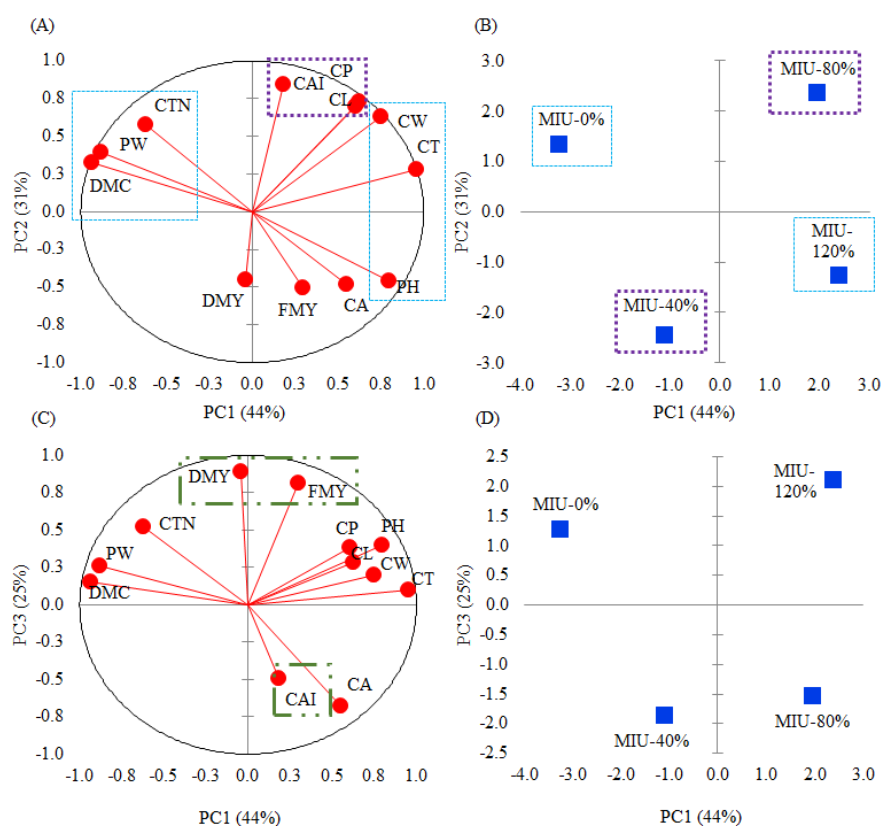 (A)
1.0
0.8
0.5
0.3
0.0
-0.3
-0.5
-0.8
-1.0
PC2 (31%)
CP
CAI
CTN
CL
CW
PW
CT
DMC
DMY
FMY
CA
PH
-1.0 -0.8 -0.5 -0.3 0.0 0.3 0.5 0.8 1.0
PC1 (44%)
(B)
3.0
2.0
1.0
0.0
-1.0
-2.0
-3.0
PC2 (31%)
MIU-80%
MIU-0%
MIU-
120%
MIU-40%
-4.0 -3.0 -2.0 -1.0 0.0 1.0 2.0 3.0
PC1 (44%)
(C)
1.0
0.8
0.5
0.3
0.0
-0.3
-0.5
-0.8
-1.0
PC3 (25%)
DMY
FMY
CTN
CP
PH
PW
CL
CW
DMC
CT
CAI
CA
-1.0 -0.8 -0.5 -0.3 0.0 0.3 0.5 0.8 1.0
PC1 (44%)
(D)
2.5
2.0
1.5
1.0
0.5
0.0
-0.5
-1.0
-1.5
-2.0
-2.5
PC3 (25%)
MIU-
120%
MIU-0%
MIU-40%
MIU-80%
-4.0 -3.0 -2.0 -1.0 0.0 1.0 2.0 3.0
PC1 (44%)